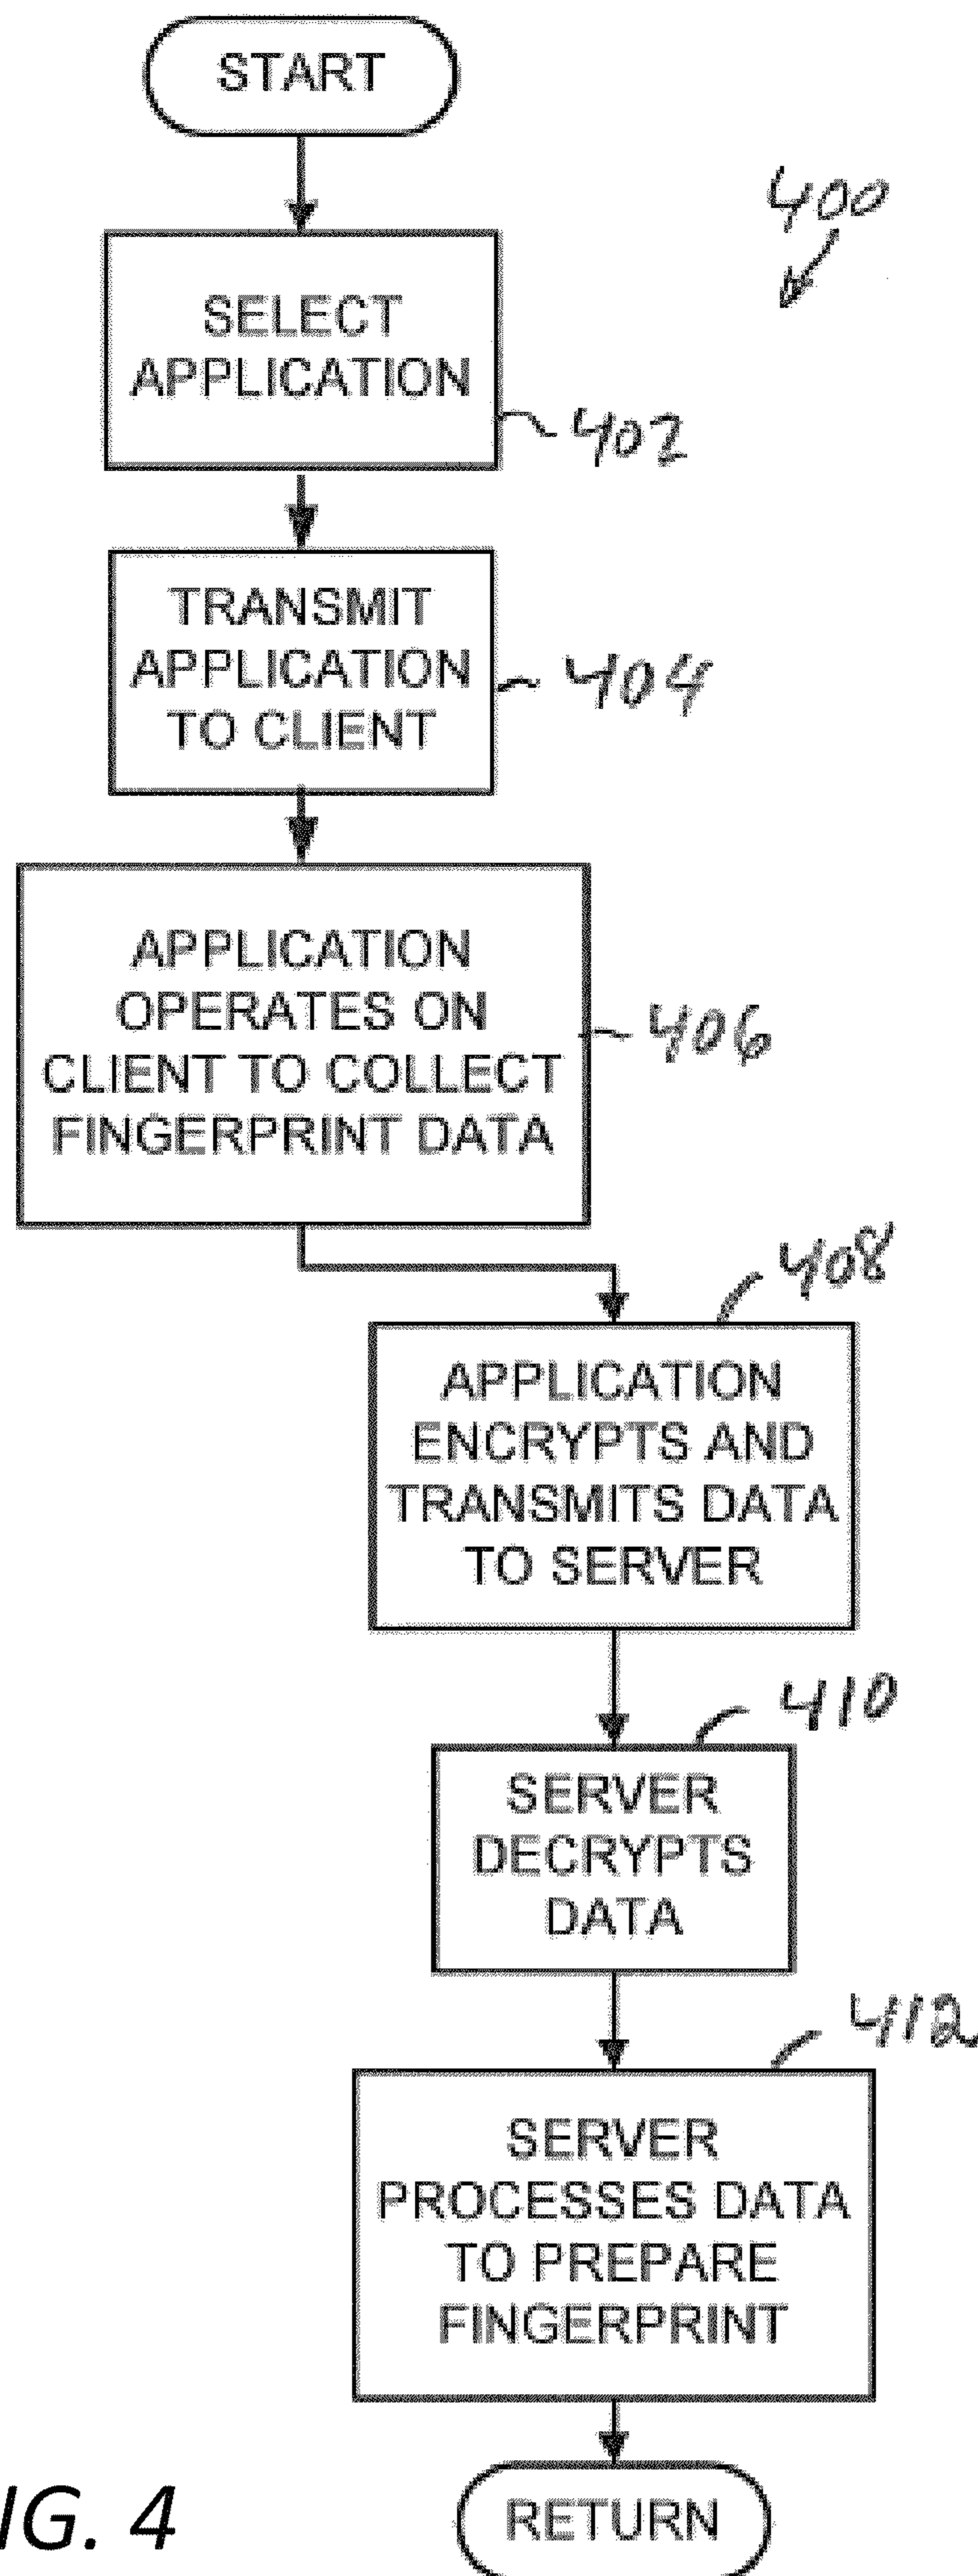 START
400
SELECT
APPLICATION
402
TRANSMIT
APPLICATION
TO CLIENT
404
APPLICATION
OPERATES ON
CLIENT TO COLLECT
FINGERPRINT DATA
406
408
APPLICATION
ENCRYPTS AND
TRANSMITS DATA
TO SERVER
410
SERVER
DECRYPTS
DATA
412
SERVER
PROCESSES DATA
TO PREPARE
FINGERPRINT
RETURN
IG. 4